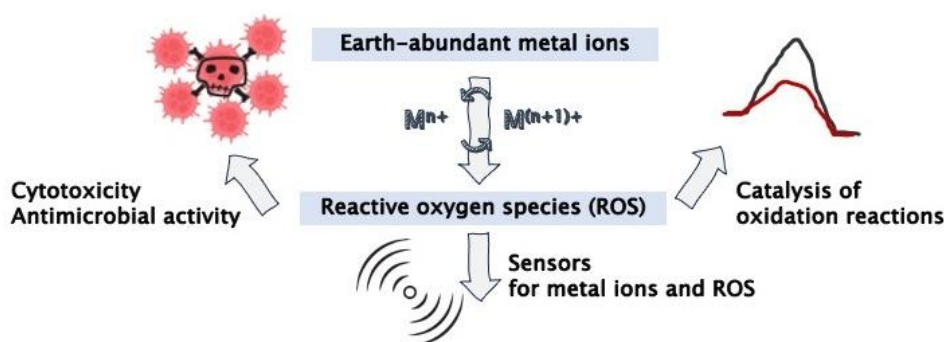 Earth-abundant metal ions
Mn+ M(n+1)+
Cytotoxicity
Antimicrobial activity
Reactive oxygen species (ROS)
Catalysis of
oxidation reactions
Sensors
for metal ions and ROS